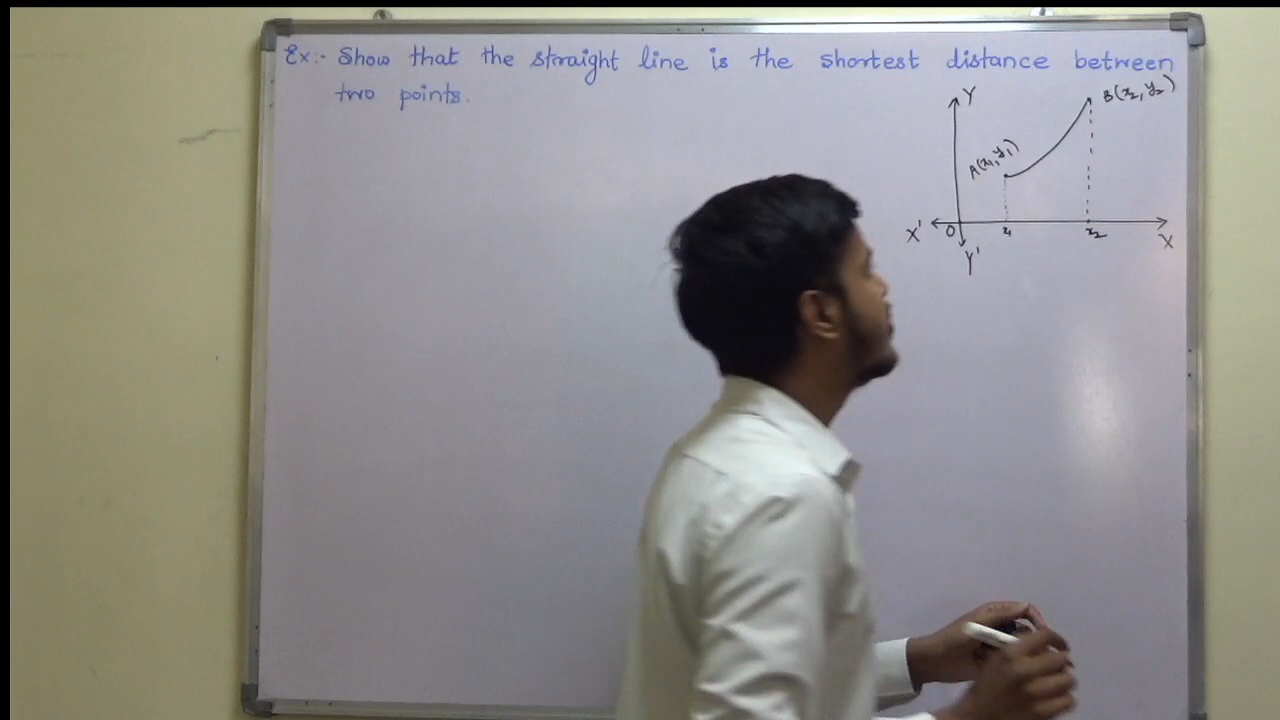 Ex:- Show that the straight line is the shortest distance between
two points.
Y
B(x₂, y₂)
A(x₁, y₁)
X'
O
x₁
x₂
X
Y'